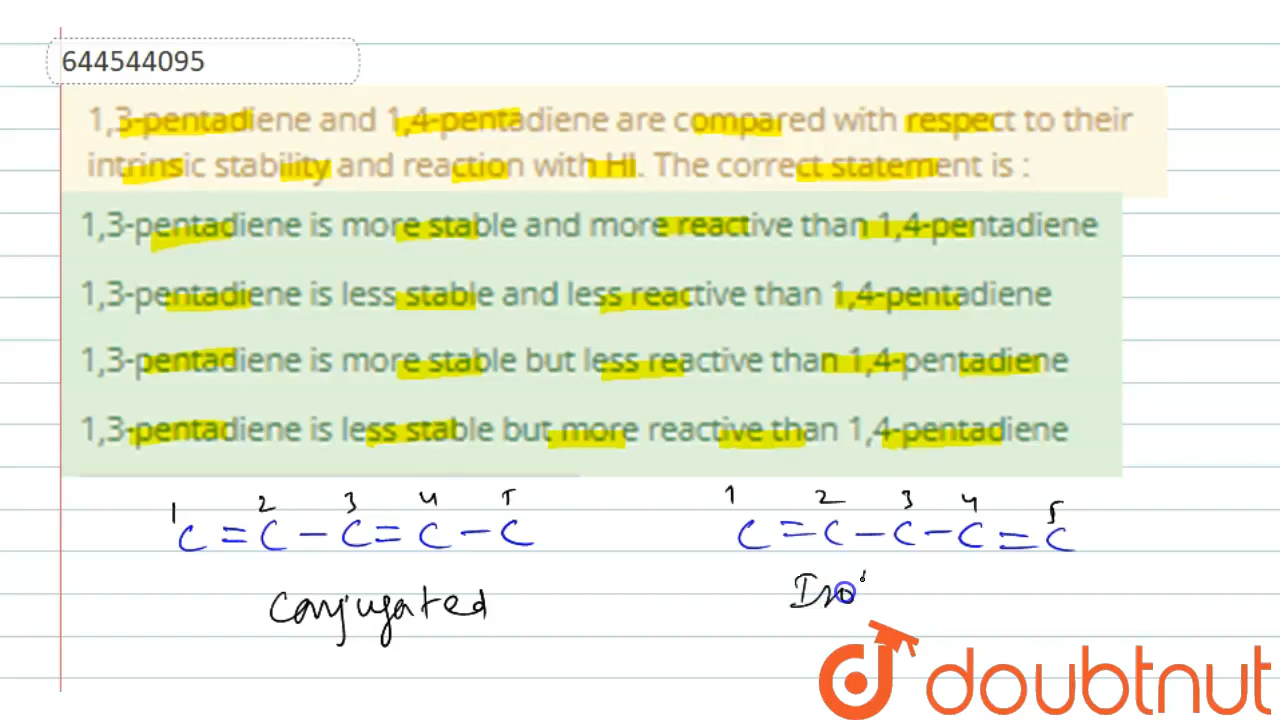 644544095
1,3-pentadiene and 1,4-pentadiene are compared with respect to their
intrinsic stability and reaction with HI. The correct statement is :
1,3-pentadiene is more stable and more reactive than 1,4-pentadiene
1,3-pentadiene is less stable and less reactive than 1,4-pentadiene
1,3-pentadiene is more stable but less reactive than 1,4-pentadiene
1,3-pentadiene is less stable but more reactive than 1,4-pentadiene
1 2 3 4 5 1 2 3 4 5
C = C - C = C - C C = C - C - C = C
Conjugated Iso
doubtnut